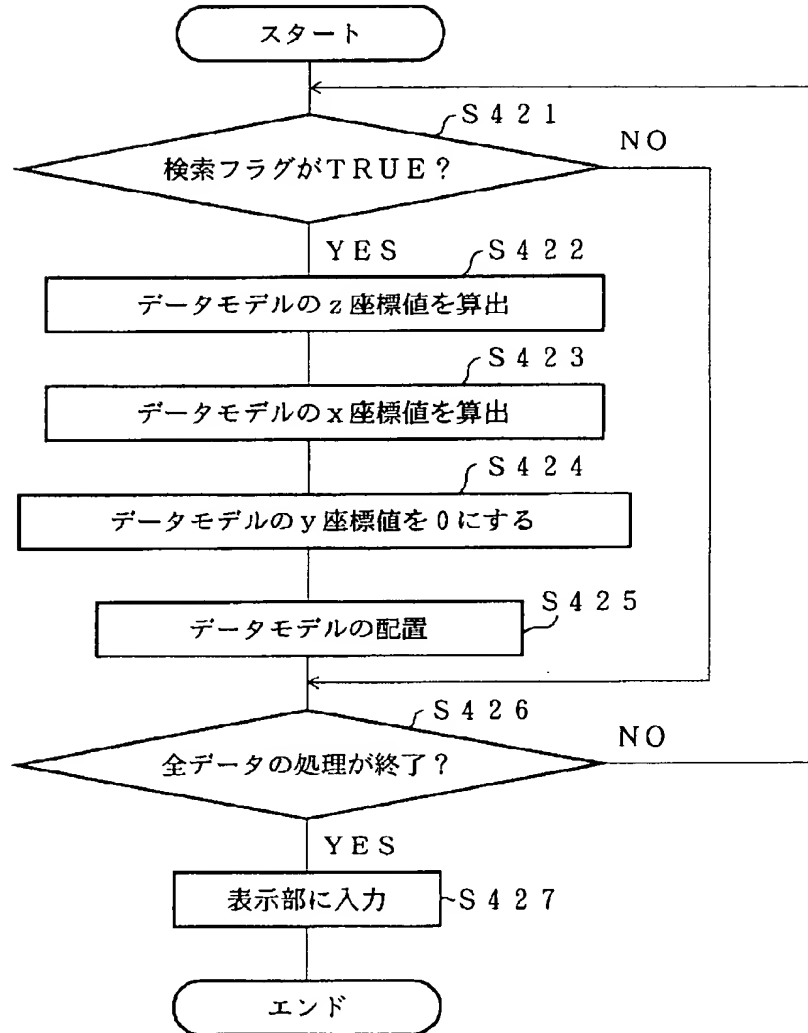 スタート
S421
検索フラグがTRUE?
NO
YES
S422
データモデルのz座標値を算出
S423
データモデルのx座標値を算出
S424
データモデルのy座標値を0にする
S425
データモデルの配置
S426
全データの処理が終了?
NO
YES
表示部に入力
S427
エンド